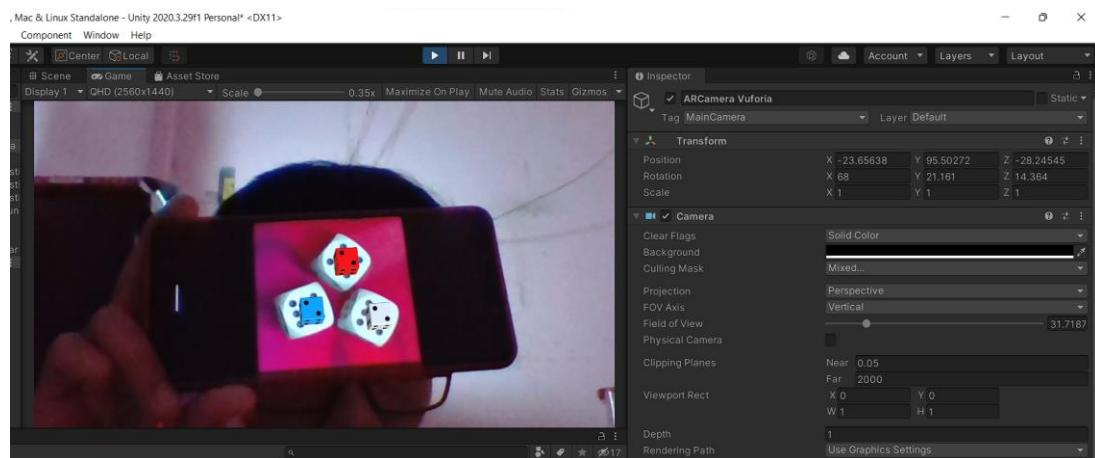 , Mac & Linux Standalone - Unity 2020.3.29f1 Personal* <DX11>
Component Window Help
Center Local
Account Layers Layout
Scene Game Asset Store
Display 1 QHD (2560x1440) Scale 0.35x Maximize On Play Mute Audio Stats Gizmos
17
Inspector
ARCamera Vuforia Static
Tag MainCamera Layer Default
Transform
Position X -23.65638 Y 95.50272 Z -28.24545
Rotation X 68 Y 21.161 Z 14.364
Scale X 1 Y 1 Z 1
Camera
Clear Flags Solid Color
Background
Culling Mask Mixed...
Projection Perspective
FOV Axis Vertical
Field of View 31.7187
Physical Camera
Clipping Planes Near 0.05
Far 2000
Viewport Rect X 0 Y 0
W 1 H 1
Depth 1
Rendering Path Use Graphics Settings